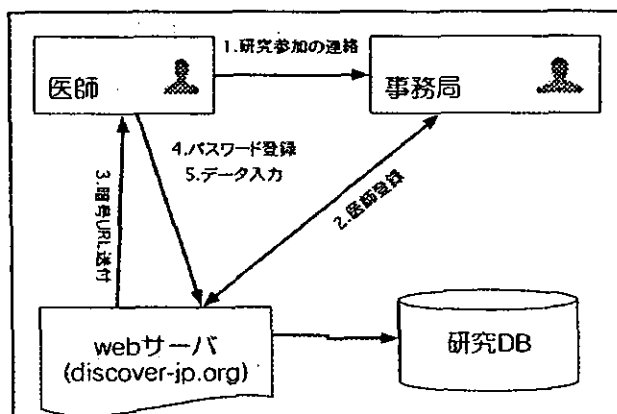 1.研究参加の連絡
医師
事務局
4.パスワード登録
5.データ入力
3.暗号URL送付
2.医師登録
webサーバ
(discover-jp.org)
研究DB